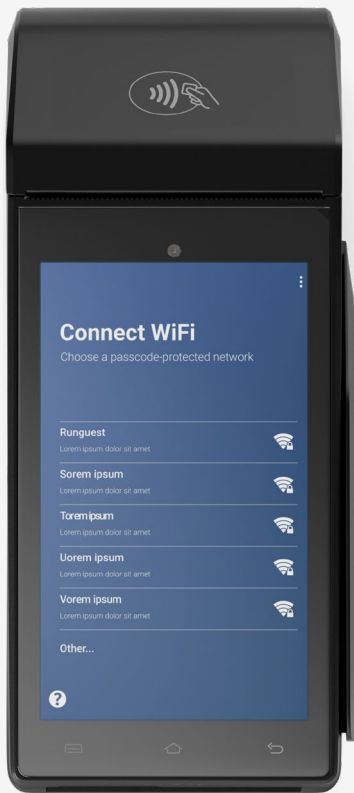 Connect WiFi
Choose a passcode-protected network
Runguest
Lorem ipsum dolor sit amet
Sorem ipsum
Lorem ipsum dolor sit amet
Torem ipsum
Lorem ipsum dolor sit amet
Uorem ipsum
Lorem ipsum dolor sit amet
Vorem ipsum
Lorem ipsum dolor sit amet
Other...
?